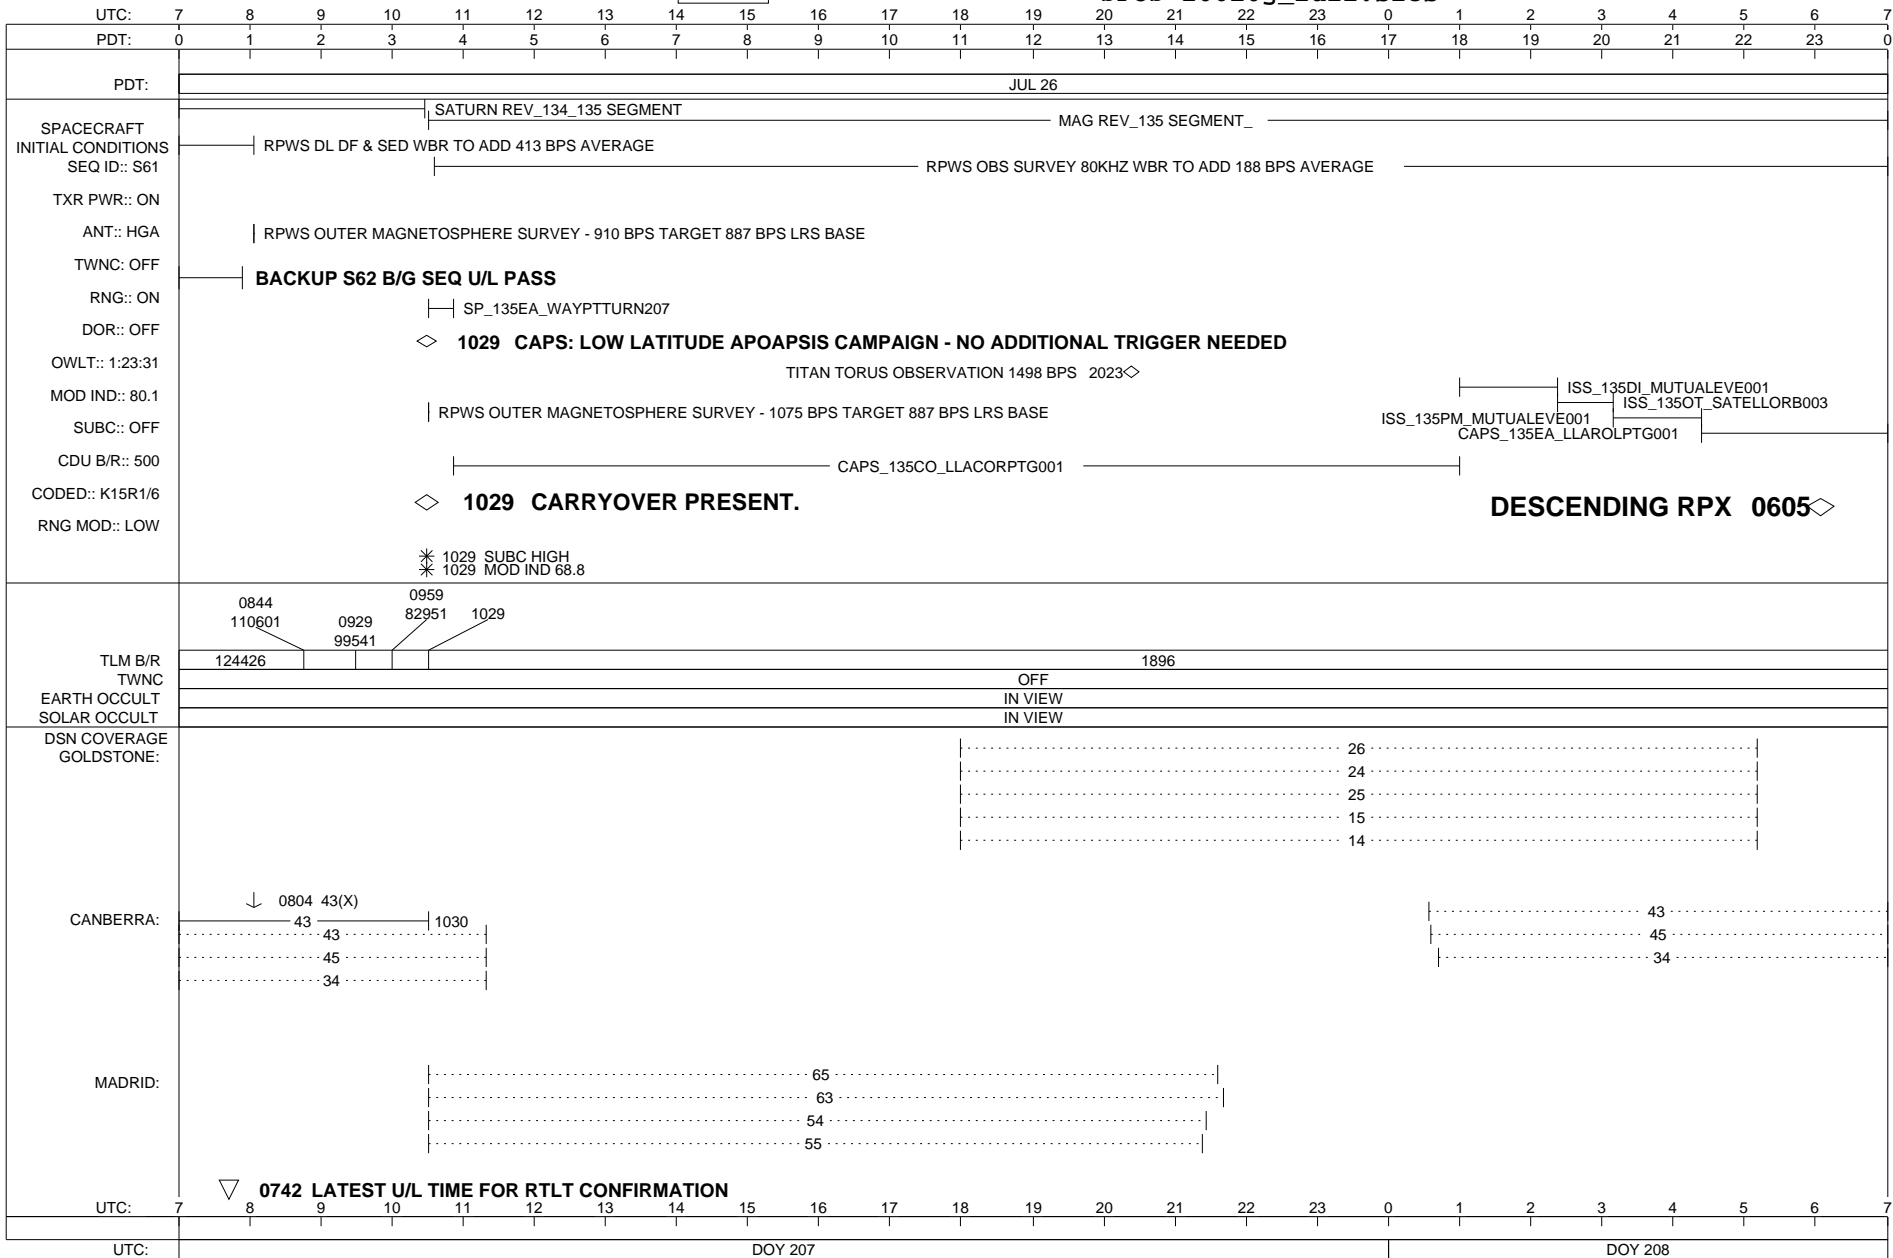 UTC: 7 8 9 10 11 12 13 14 15 16 17 18 19 20 21 22 23 0 1 2 3 4 5 6 7
PDT: 0 1 2 3 4 5 6 7 8 9 10 11 12 13 14 15 16 17 18 19 20 21 22 23 0
PDT: JUL 26
SATURN REV_134_135 SEGMENT
MAG REV_135 SEGMENT_
SPACECRAFT
INITIAL CONDITIONS
RPWS DL DF & SED WBR TO ADD 413 BPS AVERAGE
SEQ ID:: S61
RPWS OBS SURVEY 80KHZ WBR TO ADD 188 BPS AVERAGE
TXR PWR:: ON
ANT:: HGA
RPWS OUTER MAGNETOSPHERE SURVEY - 910 BPS TARGET 887 BPS LRS BASE
TWNC: OFF
BACKUP S62 B/G SEQ U/L PASS
RNG:: ON
SP_135EA_WAYPTTURN207
DOR:: OFF
1029 CAPS: LOW LATITUDE APOAPSIS CAMPAIGN - NO ADDITIONAL TRIGGER NEEDED
OWLT:: 1:23:31
TITAN TORUS OBSERVATION 1498 BPS 2023
ISS_135DI_MUTUALEVE001
MOD IND:: 80.1
ISS_135OT_SATELLORB003
RPWS OUTER MAGNETOSPHERE SURVEY - 1075 BPS TARGET 887 BPS LRS BASE
ISS_135PM_MUTUALEVE001
SUBC:: OFF
CAPS_135EA_LLAROLPTG001
CDU B/R:: 500
CAPS_135CO_LLACORPTG001
CODED:: K15R1/6
1029 CARRYOVER PRESENT.
DESCENDING RPX 0605
RNG MOD:: LOW
1029 SUBC HIGH
1029 MOD IND 68.8
0844
110601
0929
99541
0959
82951
1029
TLM B/R 124426 1896
TWNC OFF
EARTH OCCULT IN VIEW
SOLAR OCCULT IN VIEW
DSN COVERAGE
GOLDSTONE:
26
24
25
15
14
0804 43(X)
CANBERRA: 43 1030 43
43 45
45 34
34
MADRID: 65
63
54
55
0742 LATEST U/L TIME FOR RTLT CONFIRMATION
UTC: 7 8 9 10 11 12 13 14 15 16 17 18 19 20 21 22 23 0 1 2 3 4 5 6 7
UTC: DOY 207 DOY 208